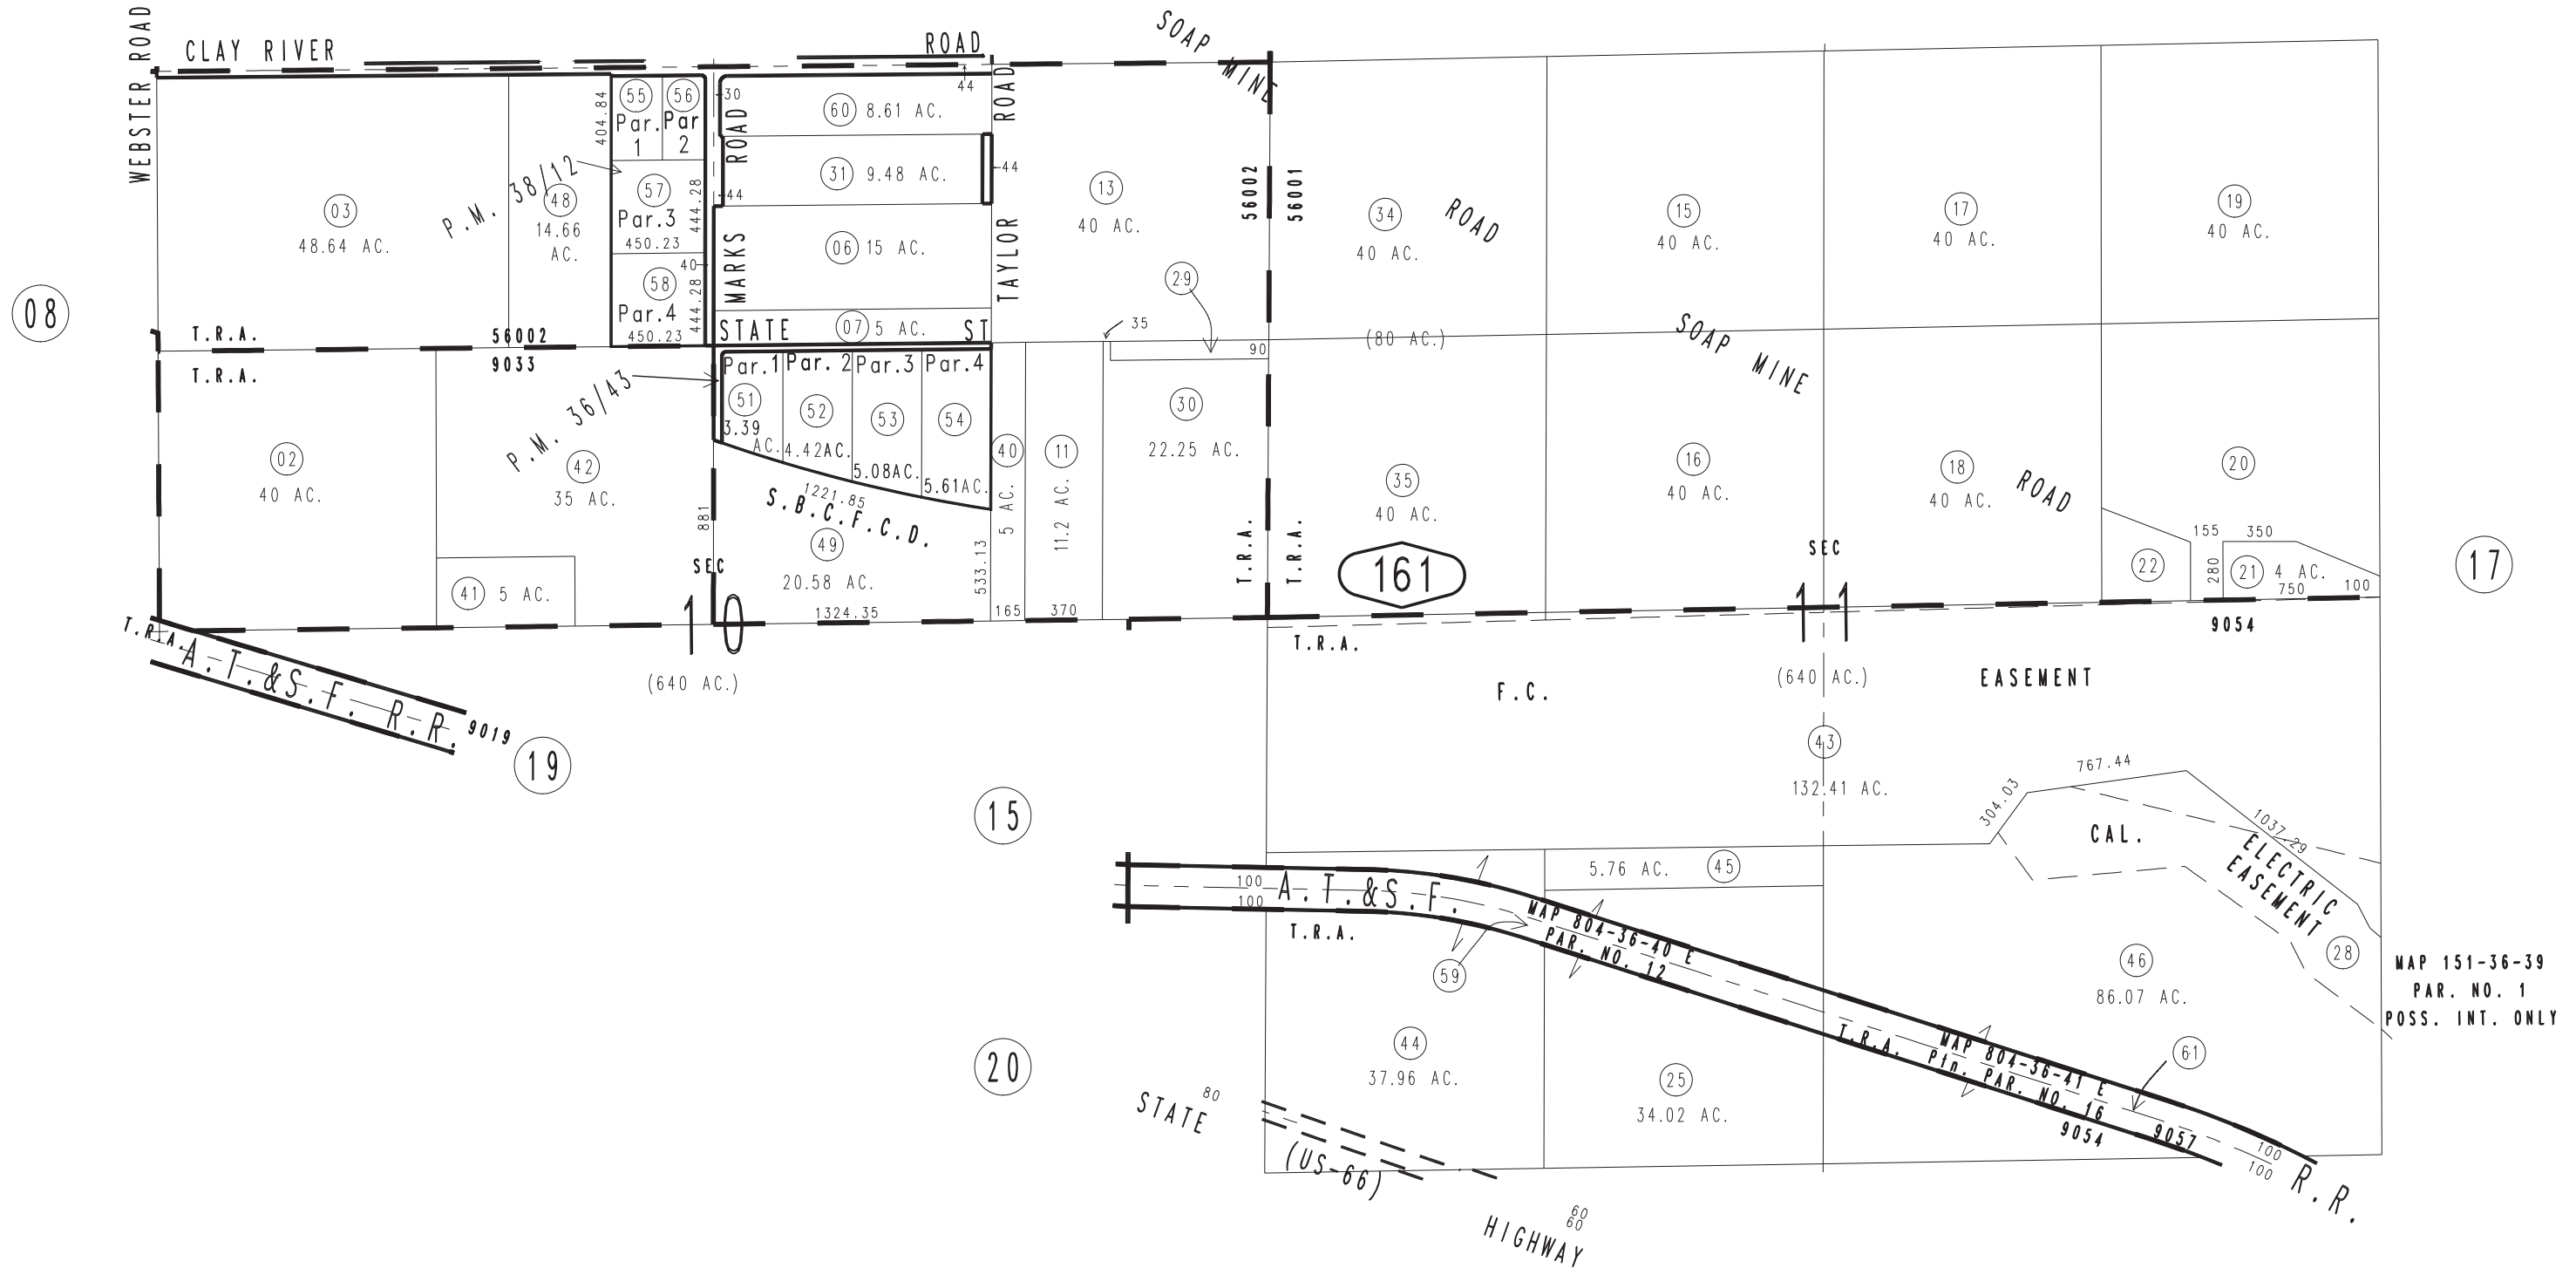 WEBSTER ROAD
CLAY RIVER
ROAD
SOAP
MINE
44
03
48.64 AC.
P.M. 38/12
48
14.66
AC.
404.84
55
Par.
1
56
Par
2
57
Par.3
450.23
444.28
58
Par.4
450.23
444.28
30
44
40
MARKS
ROAD
60 8.61 AC.
31 9.48 AC.
06 15 AC.
07 5 AC.
STATE
ST
44
TAYLOR
ROAD
13
40 AC.
29
35
90
56002
56001
34
40 AC.
(80 AC.)
ROAD
15
40 AC.
17
40 AC.
19
40 AC.
08
T.R.A.
56002
9033
T.R.A.
P.M. 36/43
02
40 AC.
42
35 AC.
41 5 AC.
881
SEC
10
(640 AC.)
Par.1
51
3.39
AC.
Par. 2
52
4.42AC.
Par.3
53
5.08AC.
Par.4
54
5.61AC.
1221.85
S.B.C.F.C.D.
49
20.58 AC.
1324.35
533.13
40
5 AC.
165
11
11.2 AC.
370
30
22.25 AC.
T.R.A.
T.R.A.
35
40 AC.
161
SOAP
MINE
ROAD
16
40 AC.
SEC
11
18
40 AC.
20
22
155
350
280
21 4 AC.
750
100
17
9054
T.R.A.
T.R.A.
A.T.&S.F. R.R.
9019
19
15
20
F.C.
(640 AC.)
EASEMENT
43
132.41 AC.
304.03
767.44
1037.29
CAL.
ELECTRIC
EASEMENT
5.76 AC.
45
100
100
A.T.&S.F.
T.R.A.
MAP 804-36-40 E
PAR. NO. 12
59
46
86.07 AC.
28
MAP 151-36-39
PAR. NO. 1
POSS. INT. ONLY
44
37.96 AC.
25
34.02 AC.
T.R.A.
MAP 804-36-41 E
Ptn. PAR. NO. 16
61
9054
9057
100
100
R.R.
STATE
80
(US-66)
HIGHWAY
60
60